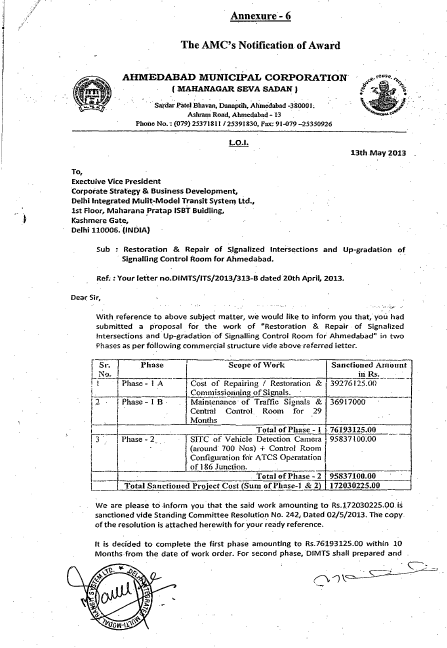 Annexure - 6
The AMC's Notification of Award
AHMEDABAD MUNICIPAL CORPORATION
( MAHANAGAR SEVA SADAN )
Sardar Patel Bhavan, Danapith, Ahmedabad -380001.
Ashram Road, Ahmedabad - 13
Phone No. : (079) 25371811 / 25391830, Fax: 91-079 -25350926
L.O.I.
13th May 2013
To,
Exectuive Vice President
Corporate Strategy & Business Development,
Delhi Integrated Mulit-Model Transit System Ltd.,
1st Floor, Maharana Pratap ISBT Buidling,
Kashmere Gate,
Delhi 110006. (INDIA)
Sub : Restoration & Repair of Signalized Intersections and Up-gradation of
Signalling Control Room for Ahmedabad.
Ref. : Your letter no.DIMTS/ITS/2013/313-B dated 20th April, 2013.
Dear Sir,
With reference to above subject matter, we would like to inform you that, you had
submitted a proposal for the work of "Restoration & Repair of Signalized
Intersections and Up-gradation of Signalling Control Room for Ahmedabad" in two
Phases as per following commercial structure vide above referred letter.
Sr. No. Phase Scope of Work Sanctioned Amount in Rs.
1 Phase - 1 A Cost of Repairing / Restoration & 39276125.00
Commissioning of Signals.
2 Phase - 1 B Maintenance of Traffic Signals & 36917000
Central Control Room for 29
Months
Total of Phase - 1 76193125.00
3 Phase - 2 SITC of Vehicle Detection Camera 95837100.00
(around 700 Nos) + Control Room
Configuration for ATCS Operatation
of 186 Junction.
Total of Phase - 2 95837100.00
Total Sanctioned Project Cost (Sum of Phase-1 & 2) 172030225.00
We are please to inform you that the said work amounting to Rs.172030225.00 is
sanctioned vide Standing Committee Resolution No. 242, Dated 02/5/2013. The copy
of the resolution is attached herewith for your ready reference.
It is decided to complete the first phase amounting to Rs.76193125.00 within 10
Months from the date of work order. For second phase, DIMTS shall prepared and